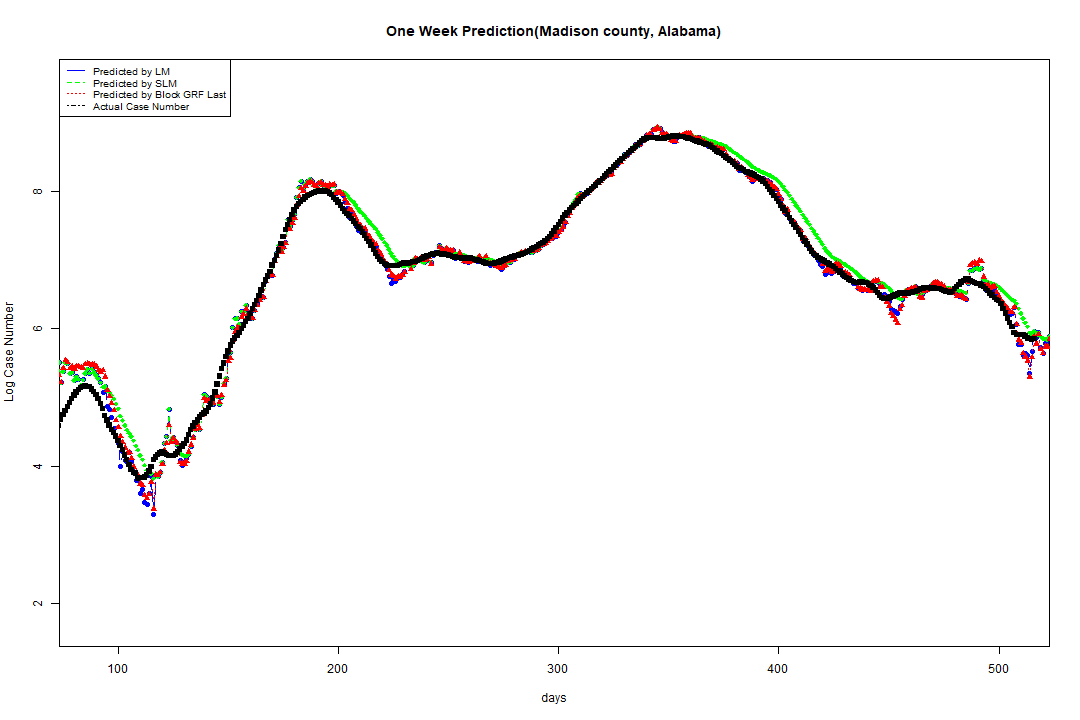 One Week Prediction(Madison county, Alabama)
Predicted by LM
Predicted by SLM
Predicted by Block GRF Last
Actual Case Number
Log Case Number
8
6
4
2
100 200 300 400 500
days